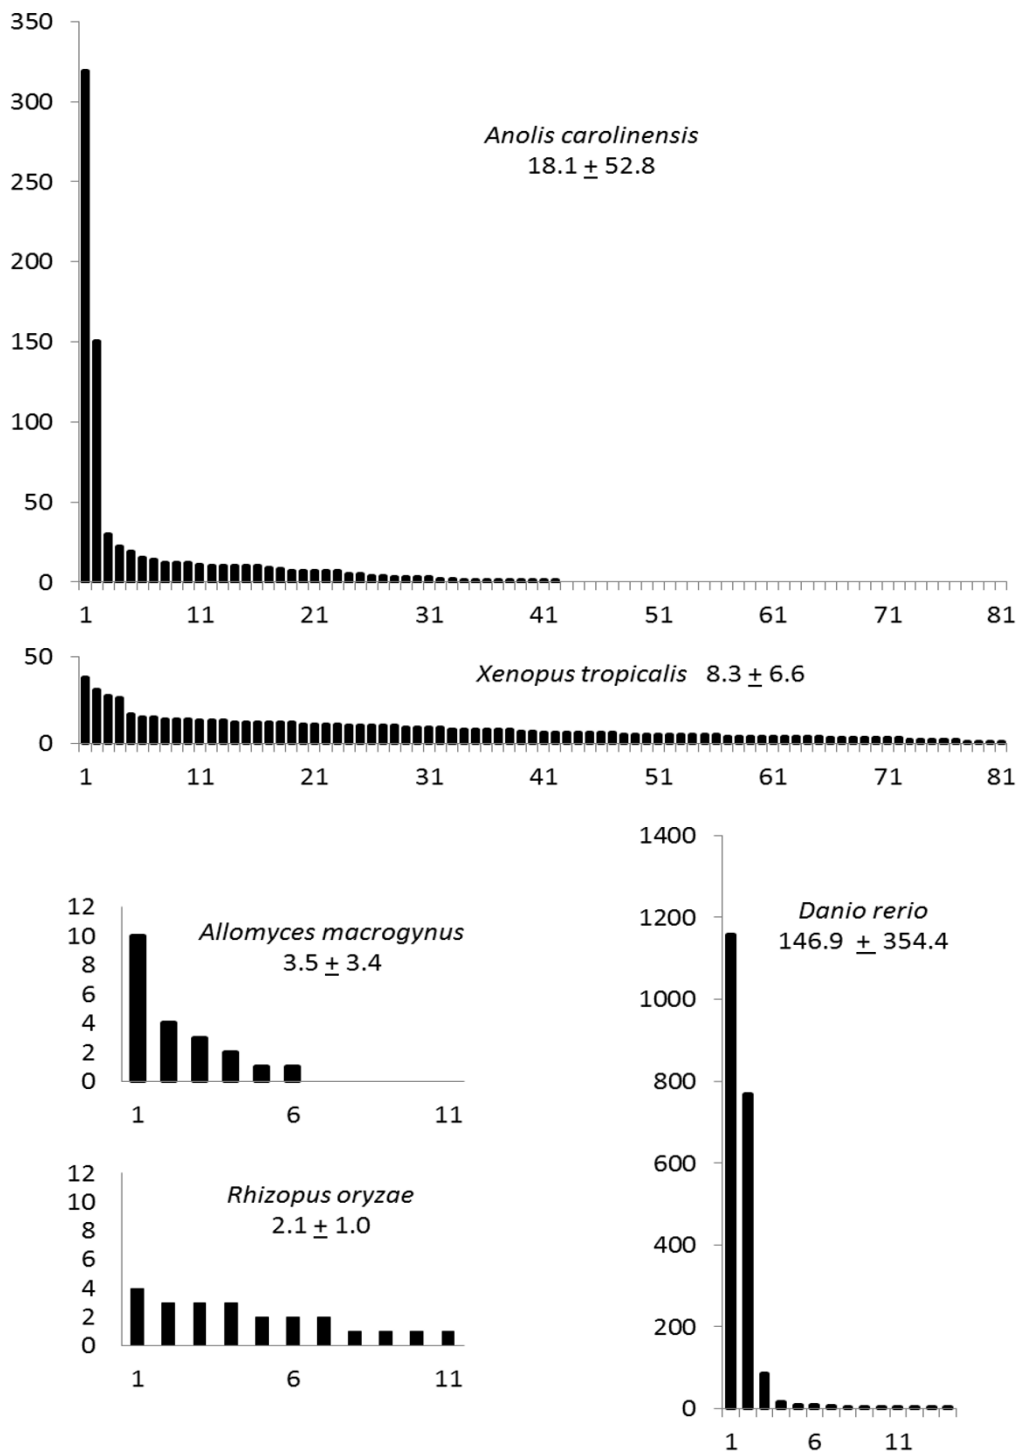 350
300
250
200
150
100
50
0
Anolis carolinensis
18.1 + 52.8
1 11 21 31 41 51 61 71 81
50
0
Xenopus tropicalis 8.3 + 6.6
1 11 21 31 41 51 61 71 81
12
10
8
6
4
2
0
Allomyces macrogynus
3.5 + 3.4
1 6 11
12
10
8
6
4
2
0
Rhizopus oryzae
2.1 + 1.0
1 6 11
1400
1200
1000
800
600
400
200
0
Danio rerio
146.9 + 354.4
1 6 11